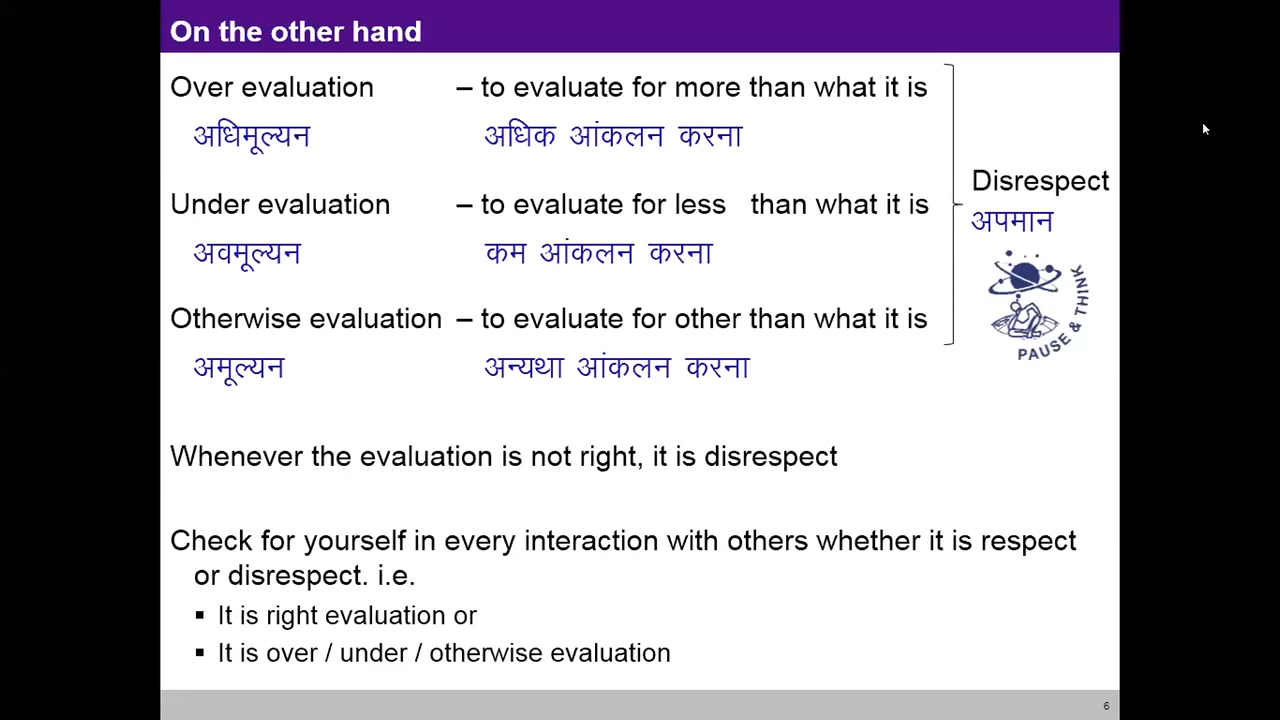 On the other hand
Over evaluation – to evaluate for more than what it is
अधिमूल्यन अधिक आंकलन करना
Under evaluation – to evaluate for less than what it is
अवमूल्यन कम आंकलन करना
Otherwise evaluation – to evaluate for other than what it is
अमूल्यन अन्यथा आंकलन करना
Disrespect
अपमान
PAUSE & THINK
Whenever the evaluation is not right, it is disrespect
Check for yourself in every interaction with others whether it is respect
or disrespect. i.e.
▪ It is right evaluation or
▪ It is over / under / otherwise evaluation
6